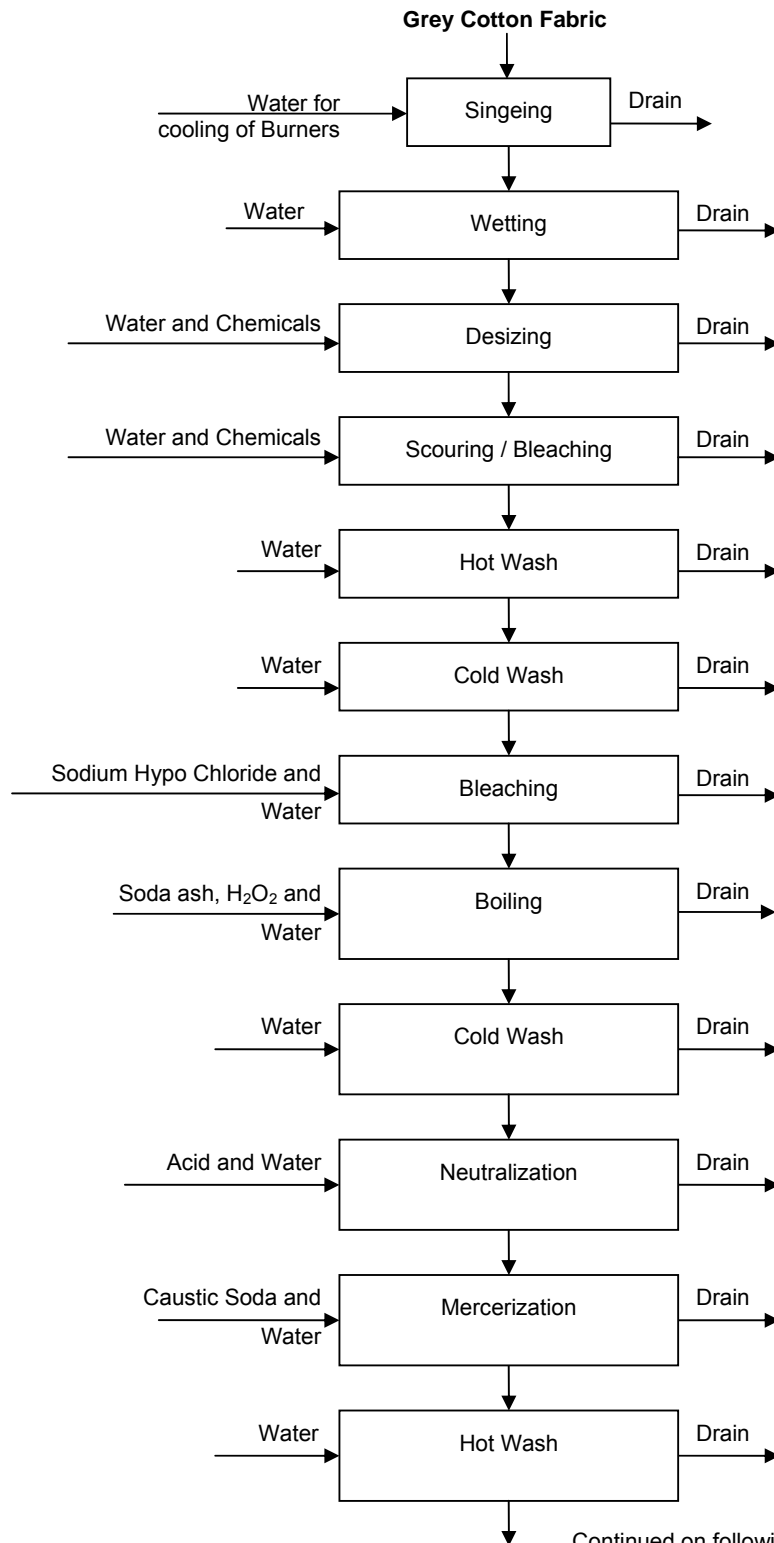 Grey Cotton Fabric
Water for
cooling of Burners
Singeing
Drain
Water
Wetting
Drain
Water and Chemicals
Desizing
Drain
Water and Chemicals
Scouring / Bleaching
Drain
Water
Hot Wash
Drain
Water
Cold Wash
Drain
Sodium Hypo Chloride and
Water
Bleaching
Drain
Soda ash, H₂O₂ and
Water
Boiling
Drain
Water
Cold Wash
Drain
Acid and Water
Neutralization
Drain
Caustic Soda and
Water
Mercerization
Drain
Water
Hot Wash
Drain
Continued on followi